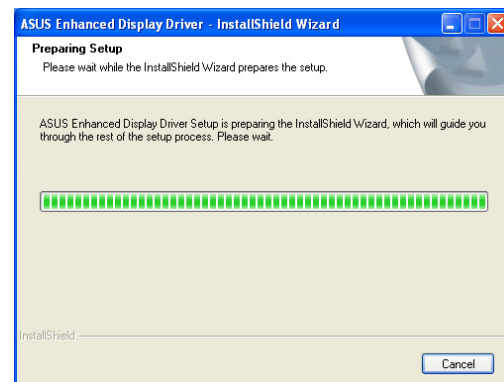 ASUS Enhanced Display Driver - InstallShield Wizard
Preparing Setup
Please wait while the InstallShield Wizard prepares the setup.
ASUS Enhanced Display Driver Setup is preparing the InstallShield Wizard, which will guide you
through the rest of the setup process. Please wait.
InstallShield
Cancel